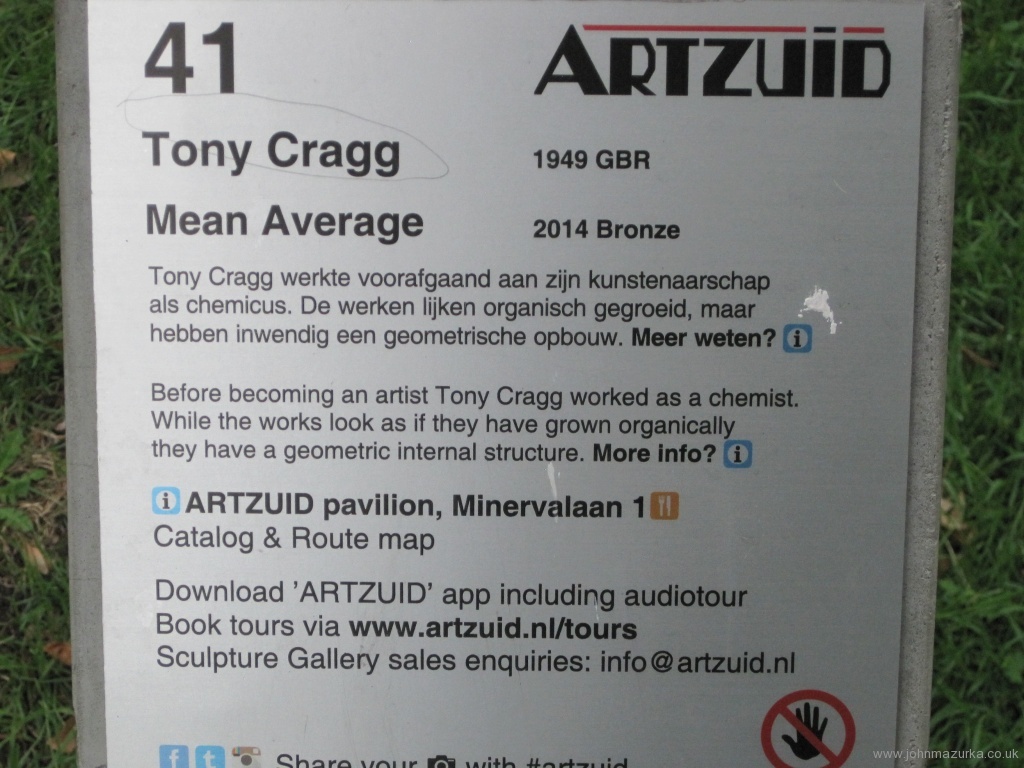 41
ARTZUID
Tony Cragg
1949 GBR
Mean Average
2014 Bronze
Tony Cragg werkte voorafgaand aan zijn kunstenaarschap
als chemicus. De werken lijken organisch gegroeid, maar
hebben inwendig een geometrische opbouw. Meer weten? i
Before becoming an artist Tony Cragg worked as a chemist.
While the works look as if they have grown organically
they have a geometric internal structure. More info? i
i ARTZUID pavilion, Minervalaan 1
Catalog & Route map
Download 'ARTZUID' app including audiotour
Book tours via www.artzuid.nl/tours
Sculpture Gallery sales enquiries: info@artzuid.nl
f t Share your with #artzuid
www.johnmazurka.co.uk